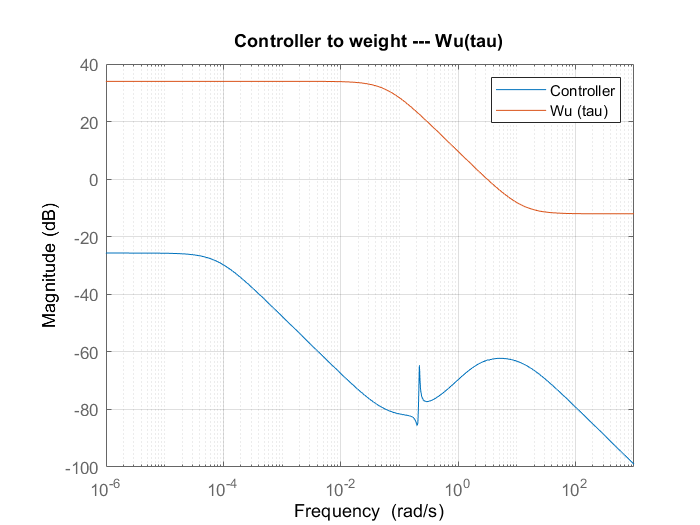 Controller to weight --- Wu(tau)
Controller
Wu (tau)
Magnitude (dB)
40
20
0
-20
-40
-60
-80
-100
10^-6
10^-4
10^-2
10^0
10^2
Frequency (rad/s)